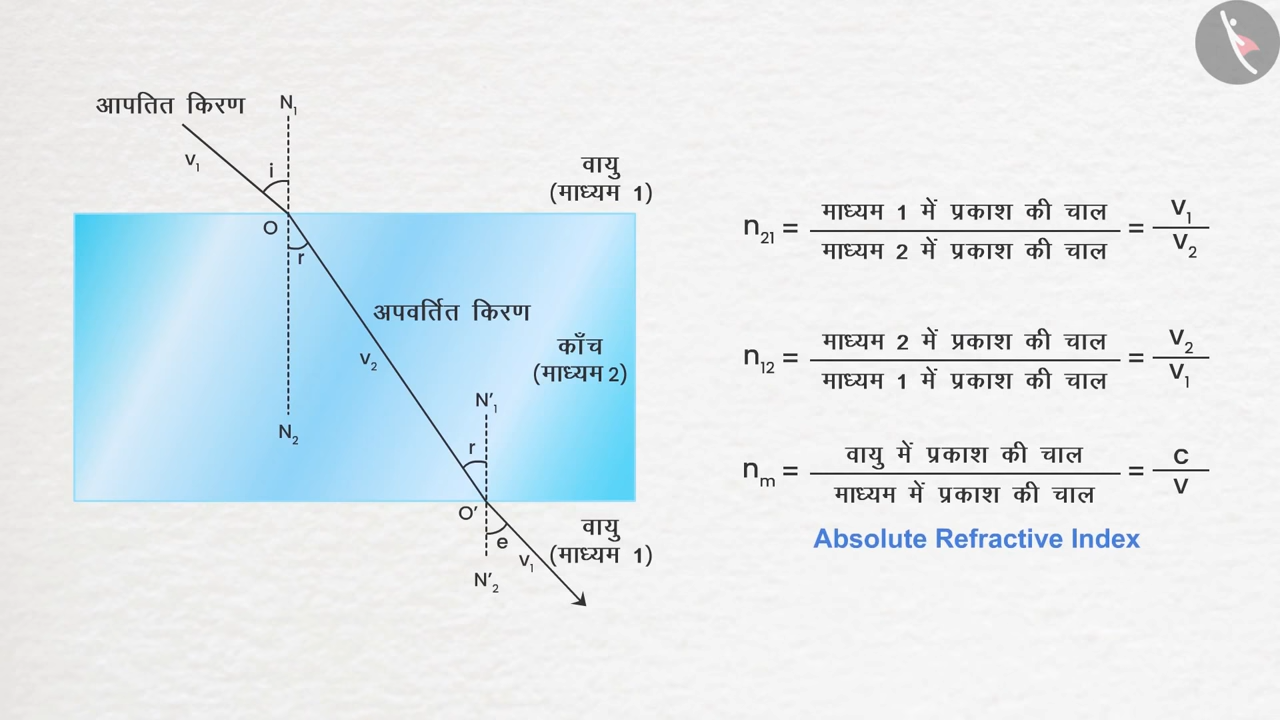 आपतित किरण
N₁
v₁
i
वायु
(माध्यम 1)
O
r
अपवर्तित किरण
v₂
काँच
(माध्यम 2)
N'₁
N₂
r
O'
वायु
(माध्यम 1)
e
v₁
N'₂
n₂₁ = माध्यम 1 में प्रकाश की चाल / माध्यम 2 में प्रकाश की चाल = v₁ / v₂
n₁₂ = माध्यम 2 में प्रकाश की चाल / माध्यम 1 में प्रकाश की चाल = v₂ / v₁
nₘ = वायु में प्रकाश की चाल / माध्यम में प्रकाश की चाल = c / v
Absolute Refractive Index